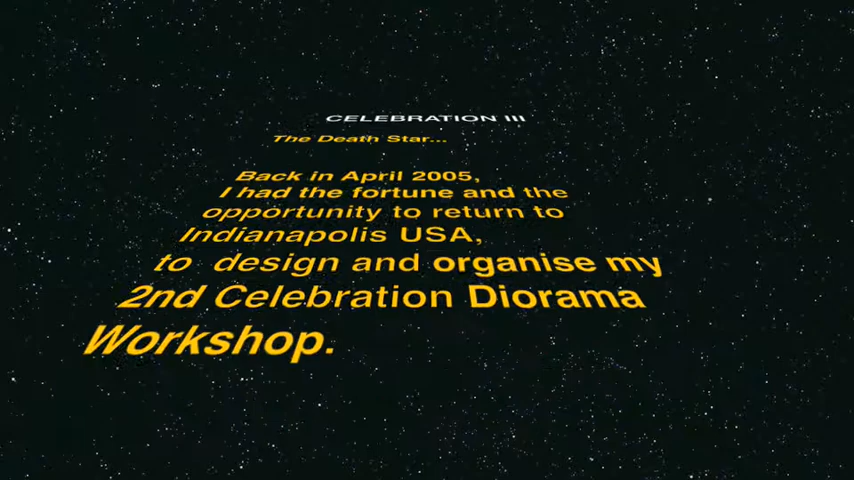 CELEBRATION III
The Death Star...
Back in April 2005,
I had the fortune and the
opportunity to return to
Indianapolis USA,
to design and organise my
2nd Celebration Diorama
Workshop.